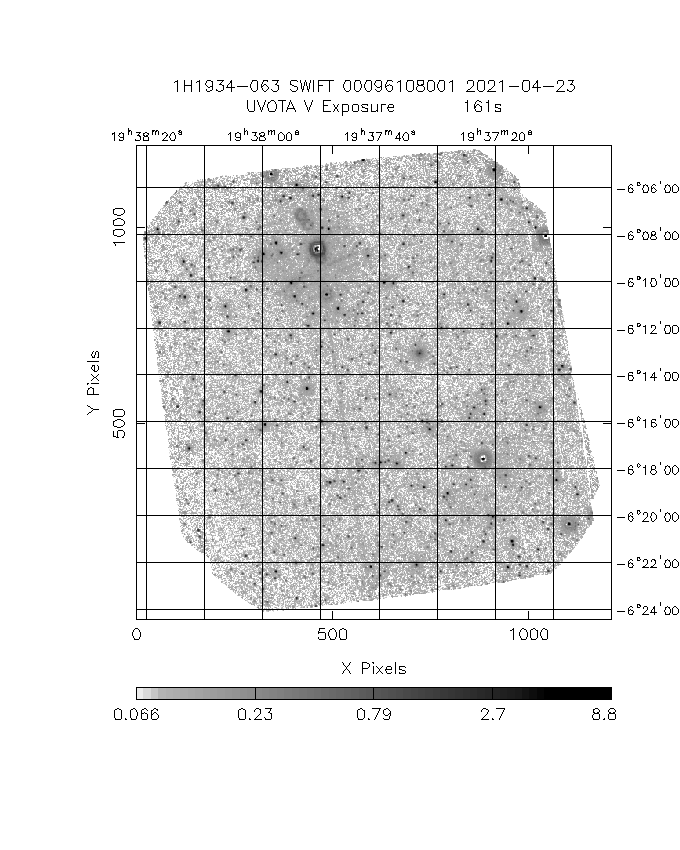 1H1934-063 SWIFT 00096108001 2021-04-23
UVOTA V Exposure 161s
19h38m20s 19h38m00s 19h37m40s 19h37m20s
-6°06'00
1000
-6°08'00
-6°10'00
-6°12'00
Y Pixels
-6°14'00
500
-6°16'00
-6°18'00
-6°20'00
-6°22'00
-6°24'00
0 500 1000
X Pixels
0.066 0.23 0.79 2.7 8.8